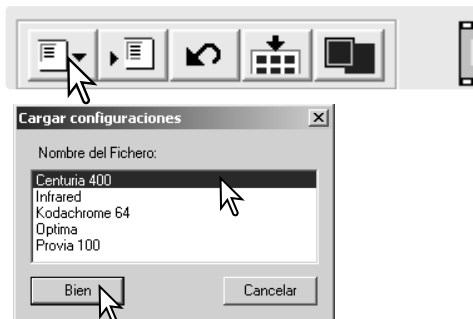 Cargar configuraciones
Nombre del Fichero:
Centuria 400
Infrared
Kodachrome 64
Optima
Provia 100
Bien
Cancelar